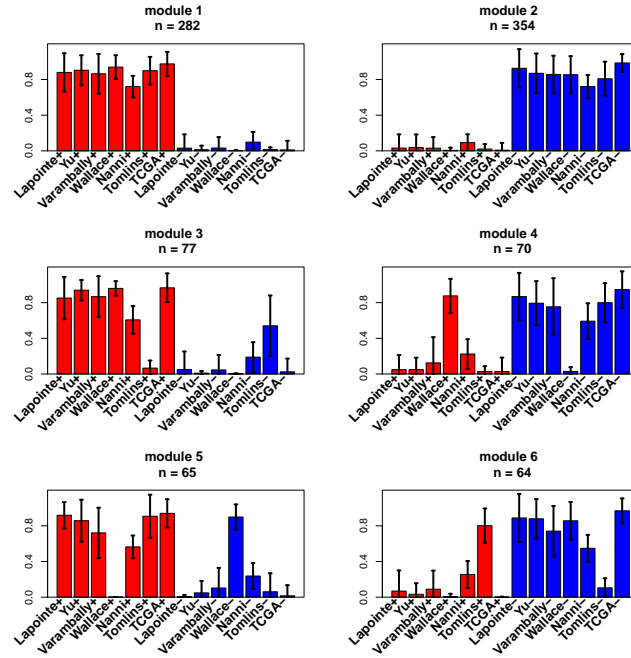 module 1
n = 282
0.0 0.4 0.8
Lapointe+ Yu+ Varambally+ Wallace+ Nanni+ Tomlins+ TCGA+ Lapointe− Yu− Varambally− Wallace− Nanni− Tomlins− TCGA−
module 2
n = 354
0.0 0.4 0.8
Lapointe+ Yu+ Varambally+ Wallace+ Nanni+ Tomlins+ TCGA+ Lapointe− Yu− Varambally− Wallace− Nanni− Tomlins− TCGA−
module 3
n = 77
0.0 0.4 0.8
Lapointe+ Yu+ Varambally+ Wallace+ Nanni+ Tomlins+ TCGA+ Lapointe− Yu− Varambally− Wallace− Nanni− Tomlins− TCGA−
module 4
n = 70
0.0 0.4 0.8
Lapointe+ Yu+ Varambally+ Wallace+ Nanni+ Tomlins+ TCGA+ Lapointe− Yu− Varambally− Wallace− Nanni− Tomlins− TCGA−
module 5
n = 65
0.0 0.4 0.8
Lapointe+ Yu+ Varambally+ Wallace+ Nanni+ Tomlins+ TCGA+ Lapointe− Yu− Varambally− Wallace− Nanni− Tomlins− TCGA−
module 6
n = 64
0.0 0.4 0.8
Lapointe+ Yu+ Varambally+ Wallace+ Nanni+ Tomlins+ TCGA+ Lapointe− Yu− Varambally− Wallace− Nanni− Tomlins− TCGA−